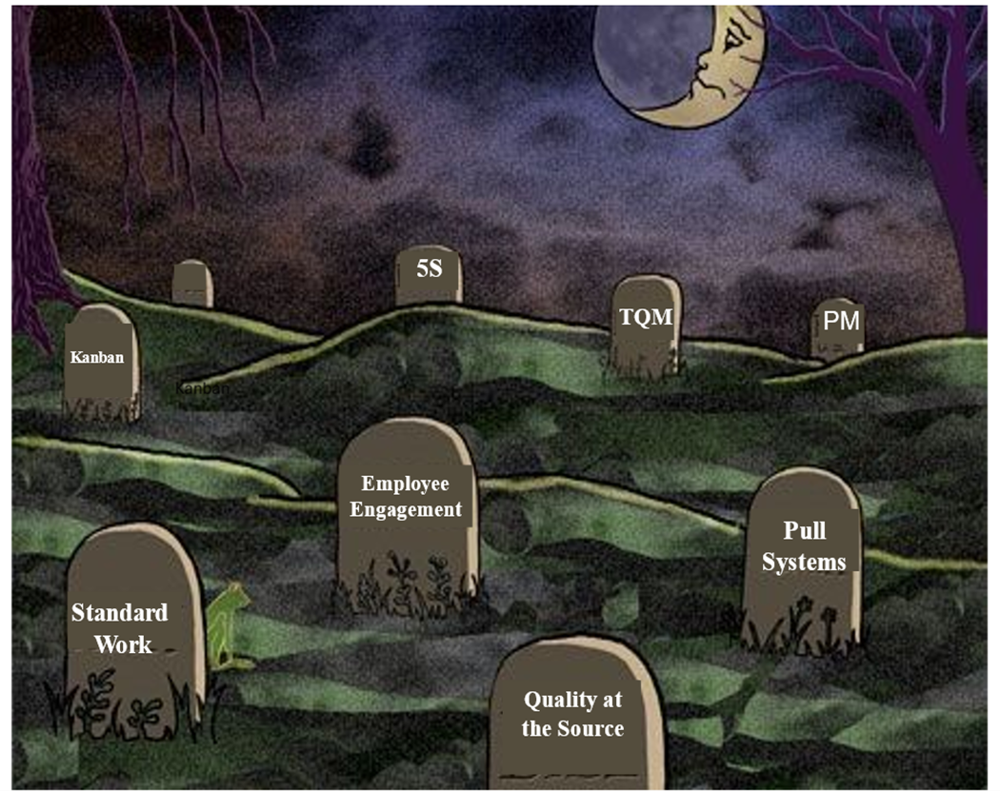 5S
TQM
PM
Kanban
Kanban
Employee
Engagement
Pull
Systems
Standard
Work
Quality at
the Source